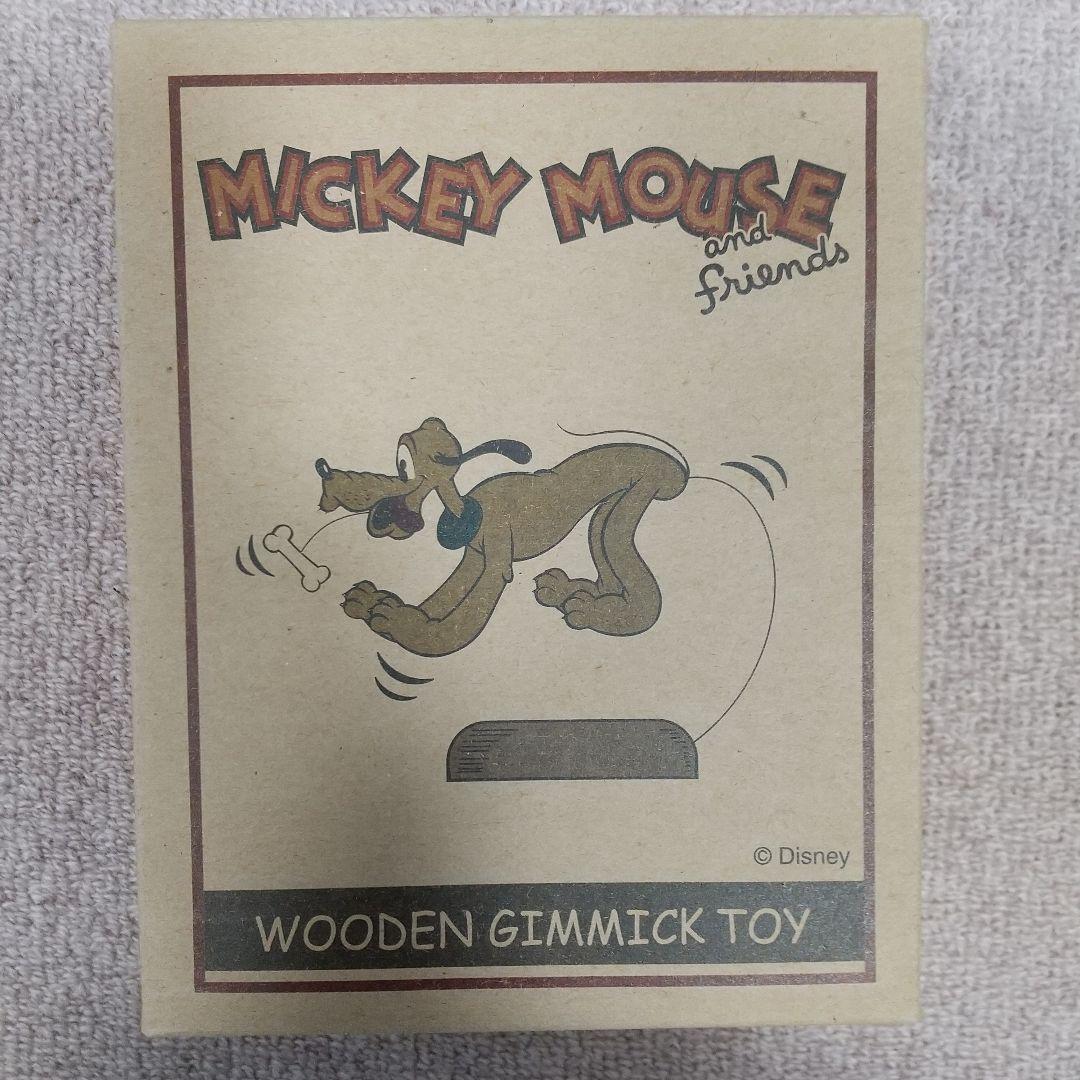 MICKEY MOUSE
and
friends
© Disney
WOODEN GIMMICK TOY